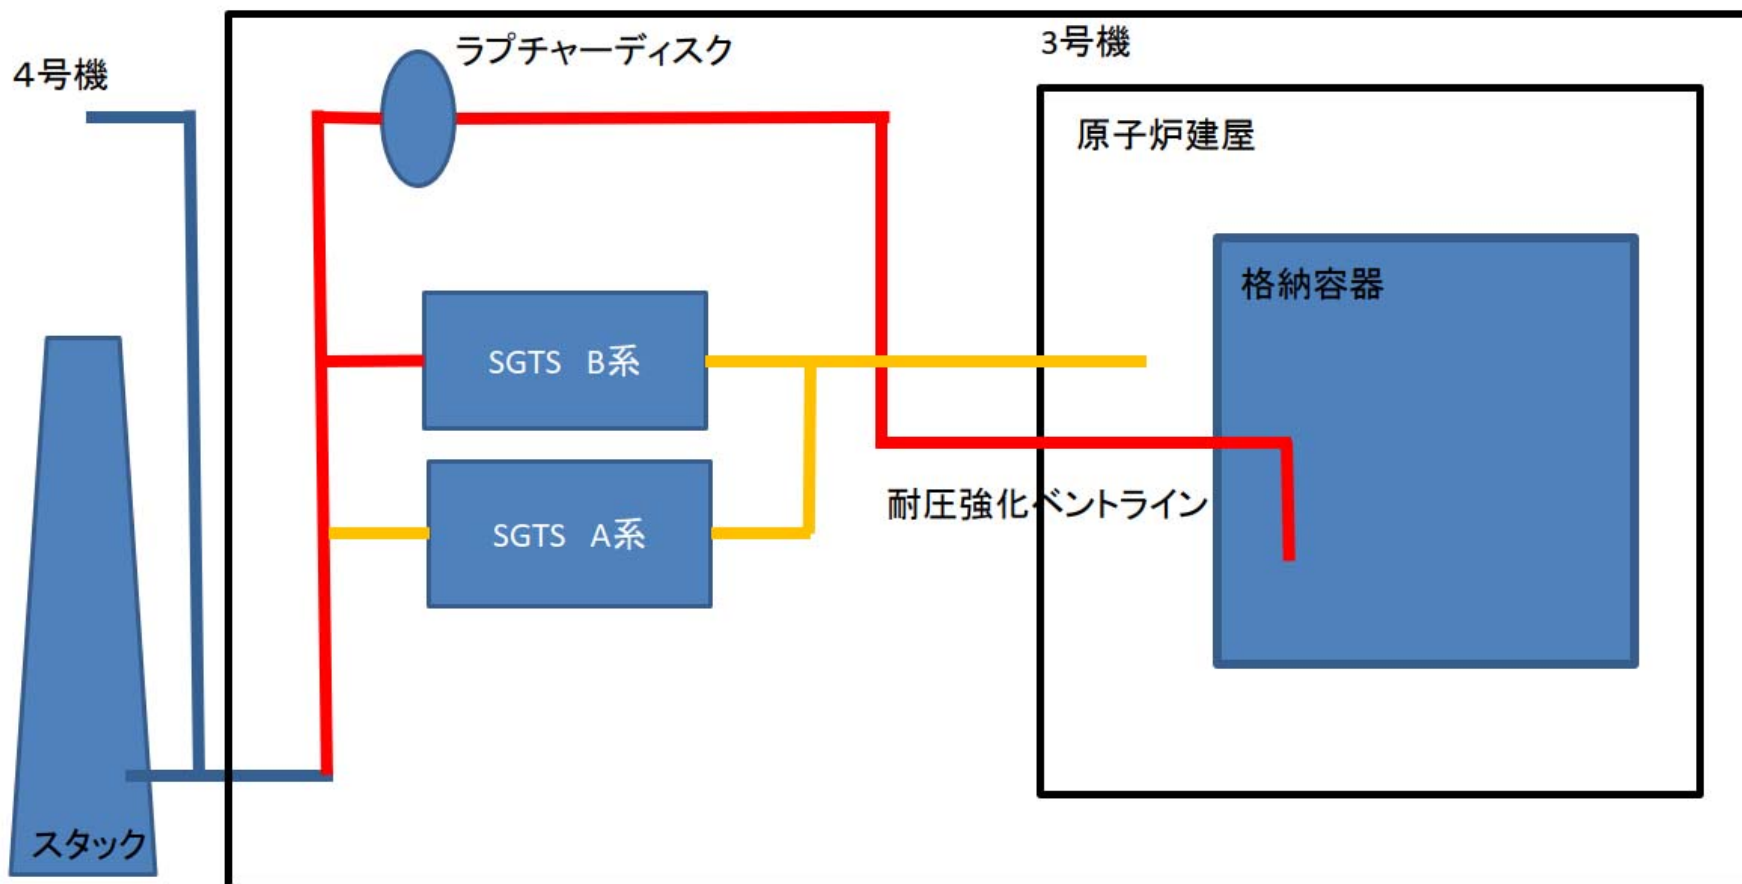 4号機
ラプチャーディスク
3号機
原子炉建屋
格納容器
SGTS B系
耐圧強化ベントライン
SGTS A系
スタック